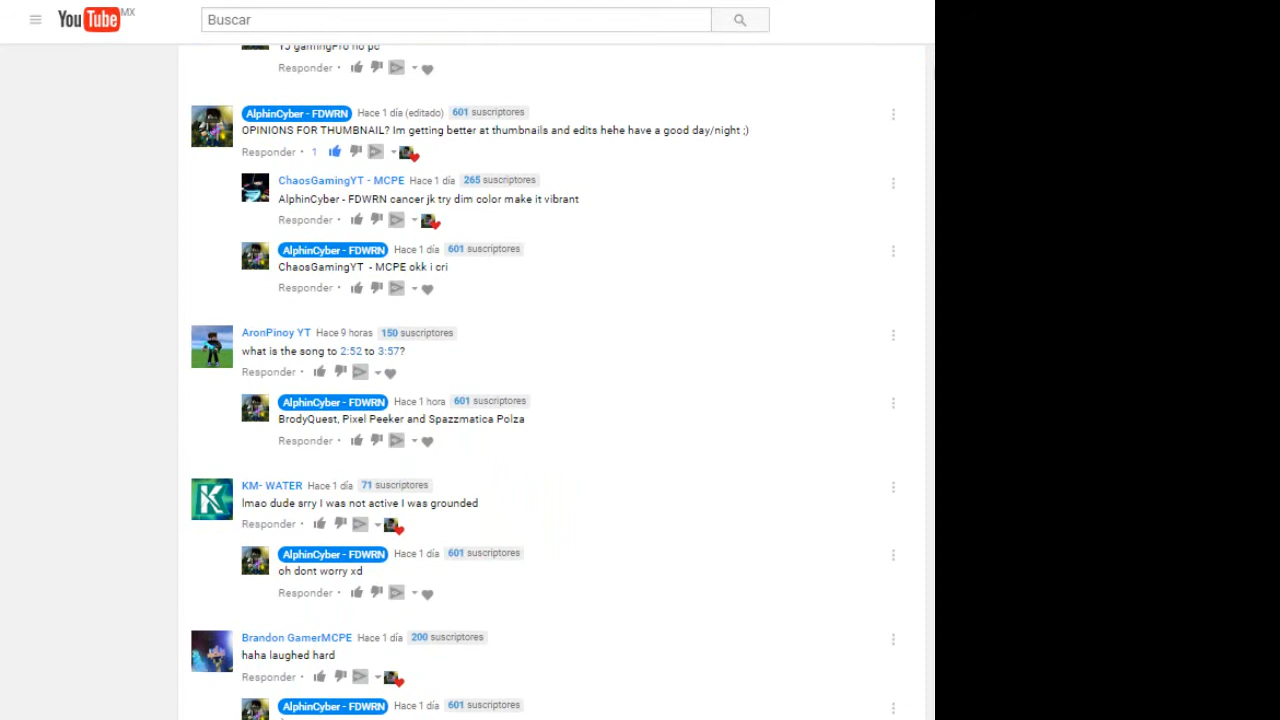 YouTube MX
Buscar
YJ gamingPro no pc
Responder •
AlphinCyber - FDWRN Hace 1 día (editado) 601 suscriptores
OPINIONS FOR THUMBNAIL? Im getting better at thumbnails and edits hehe have a good day/night ;)
Responder • 1
ChaosGamingYT - MCPE Hace 1 día 265 suscriptores
AlphinCyber - FDWRN cancer jk try dim color make it vibrant
Responder •
AlphinCyber - FDWRN Hace 1 día 601 suscriptores
ChaosGamingYT - MCPE okk i cri
Responder •
AronPinoy YT Hace 9 horas 150 suscriptores
what is the song to 2:52 to 3:57?
Responder •
AlphinCyber - FDWRN Hace 1 hora 601 suscriptores
BrodyQuest, Pixel Peeker and Spazzmatica Polza
Responder •
KM- WATER Hace 1 día 71 suscriptores
lmao dude srry I was not active I was grounded
Responder •
AlphinCyber - FDWRN Hace 1 día 601 suscriptores
oh dont worry xd
Responder •
Brandon GamerMCPE Hace 1 día 200 suscriptores
haha laughed hard
Responder •
AlphinCyber - FDWRN Hace 1 día 601 suscriptores